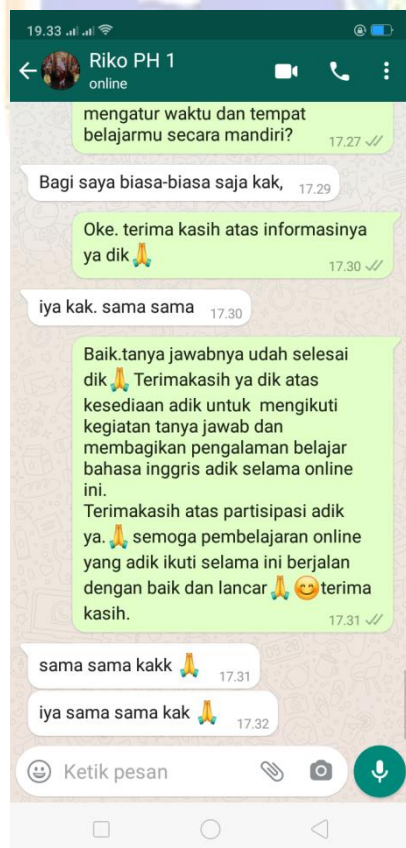 19.33
Riko PH 1
online
mengatur waktu dan tempat
belajarmu secara mandiri?
17.27
Bagi saya biasa-biasa saja kak,
17.29
Oke. terima kasih atas informasinya
ya dik🙏
17.30
iya kak. sama sama
17.30
Baik.tanya jawabnya udah selesai
dik🙏 Terimakasih ya dik atas
kesediaan adik untuk mengikuti
kegiatan tanya jawab dan
membagikan pengalaman belajar
bahasa inggris adik selama online
ini.
Terimakasih atas partisipasi adik
ya.🙏 semoga pembelajaran online
yang adik ikuti selama ini berjalan
dengan baik dan lancar🙏😊terima
kasih.
17.31
sama sama kakk 🙏
17.31
iya sama sama kak 🙏
17.32
Ketik pesan